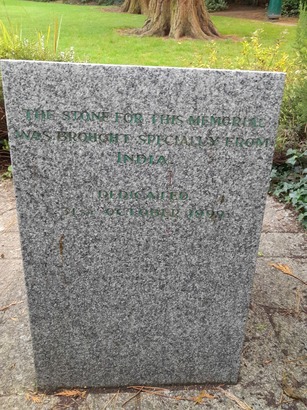 THE STONE FOR THIS MEMORIAL
WAS BROUGHT SPECIALLY FROM
INDIA
DEDICATED
OCTOBER